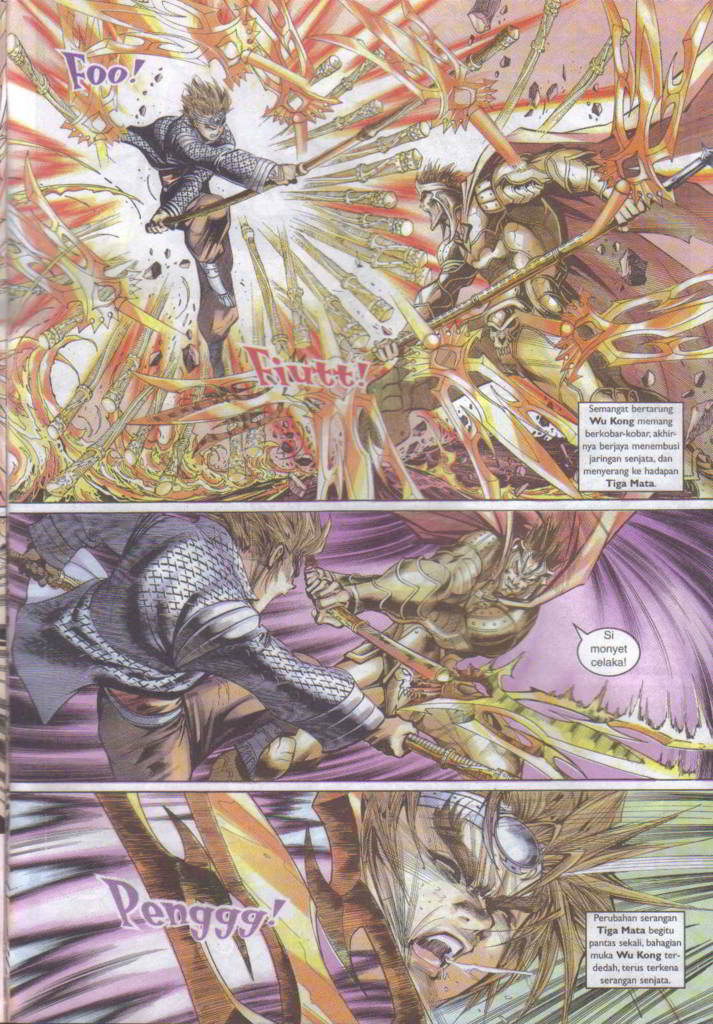 Foo!
Fiutt!
Semangat bertarung
Wu Kong memang
berkobar-kobar, akhir-
nya berjaya menembusi
jaringan senjata, dan
menyerang ke hadapan
Tiga Mata.
Si
monyet
celaka!
Penggg!
Perubahan serangan
Tiga Mata begitu
pantas sekali, bahagian
muka Wu Kong ter-
dedah, terus terkena
serangan senjata.